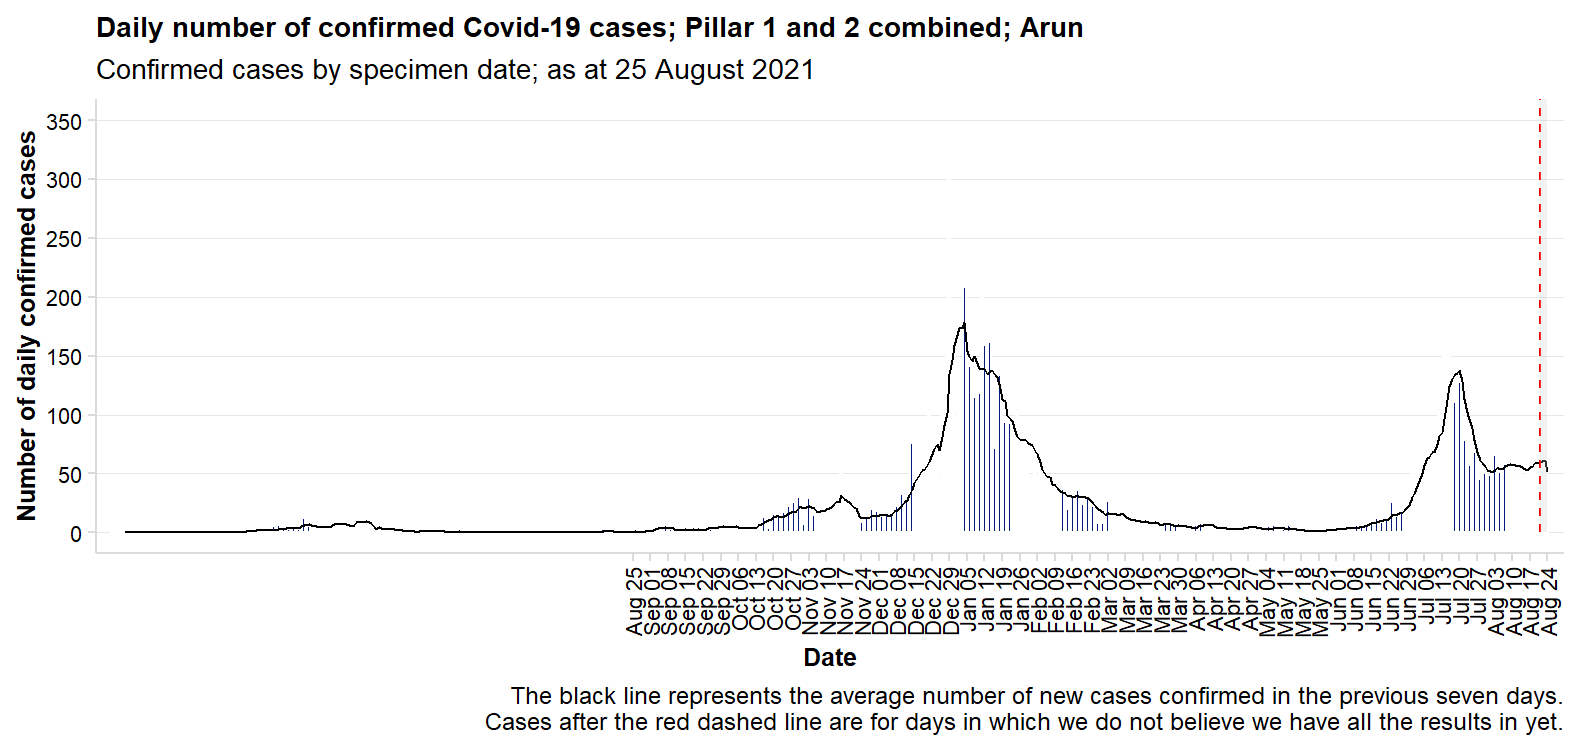 Daily number of confirmed Covid-19 cases; Pillar 1 and 2 combined; Arun
Confirmed cases by specimen date; as at 25 August 2021
Number of daily confirmed cases
350
300
250
200
150
100
50
0
Aug 25
Sep 01
Sep 08
Sep 15
Sep 22
Sep 29
Oct 06
Oct 13
Oct 20
Oct 27
Nov 03
Nov 10
Nov 17
Nov 24
Dec 01
Dec 08
Dec 15
Dec 22
Dec 29
Jan 05
Jan 12
Jan 19
Jan 26
Feb 02
Feb 09
Feb 16
Feb 23
Mar 02
Mar 09
Mar 16
Mar 23
Mar 30
Apr 06
Apr 13
Apr 20
Apr 27
May 04
May 11
May 18
May 25
Jun 01
Jun 08
Jun 15
Jun 22
Jun 29
Jul 06
Jul 13
Jul 20
Jul 27
Aug 03
Aug 10
Aug 17
Aug 24
Date
The black line represents the average number of new cases confirmed in the previous seven days.
Cases after the red dashed line are for days in which we do not believe we have all the results in yet.